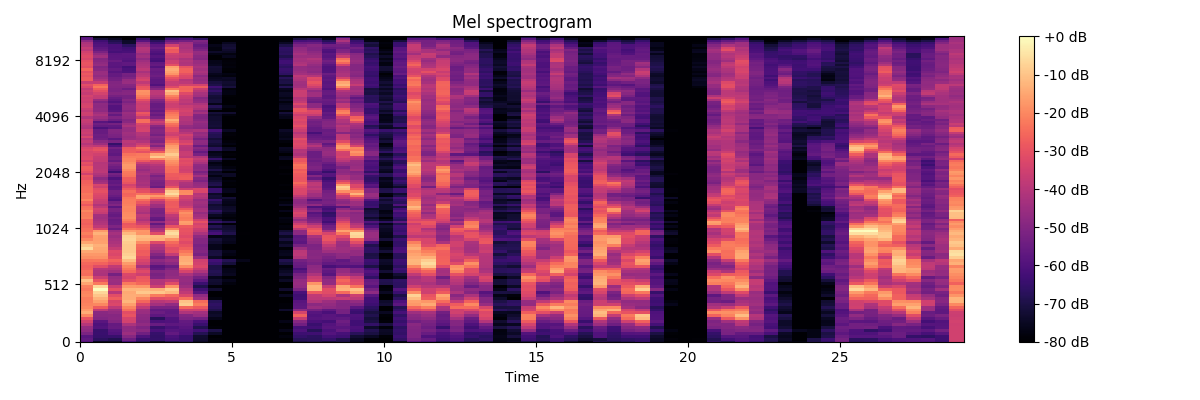 Mel spectrogram
8192
4096
2048
1024
512
0
Hz
0 5 10 15 20 25
Time
+0 dB
-10 dB
-20 dB
-30 dB
-40 dB
-50 dB
-60 dB
-70 dB
-80 dB